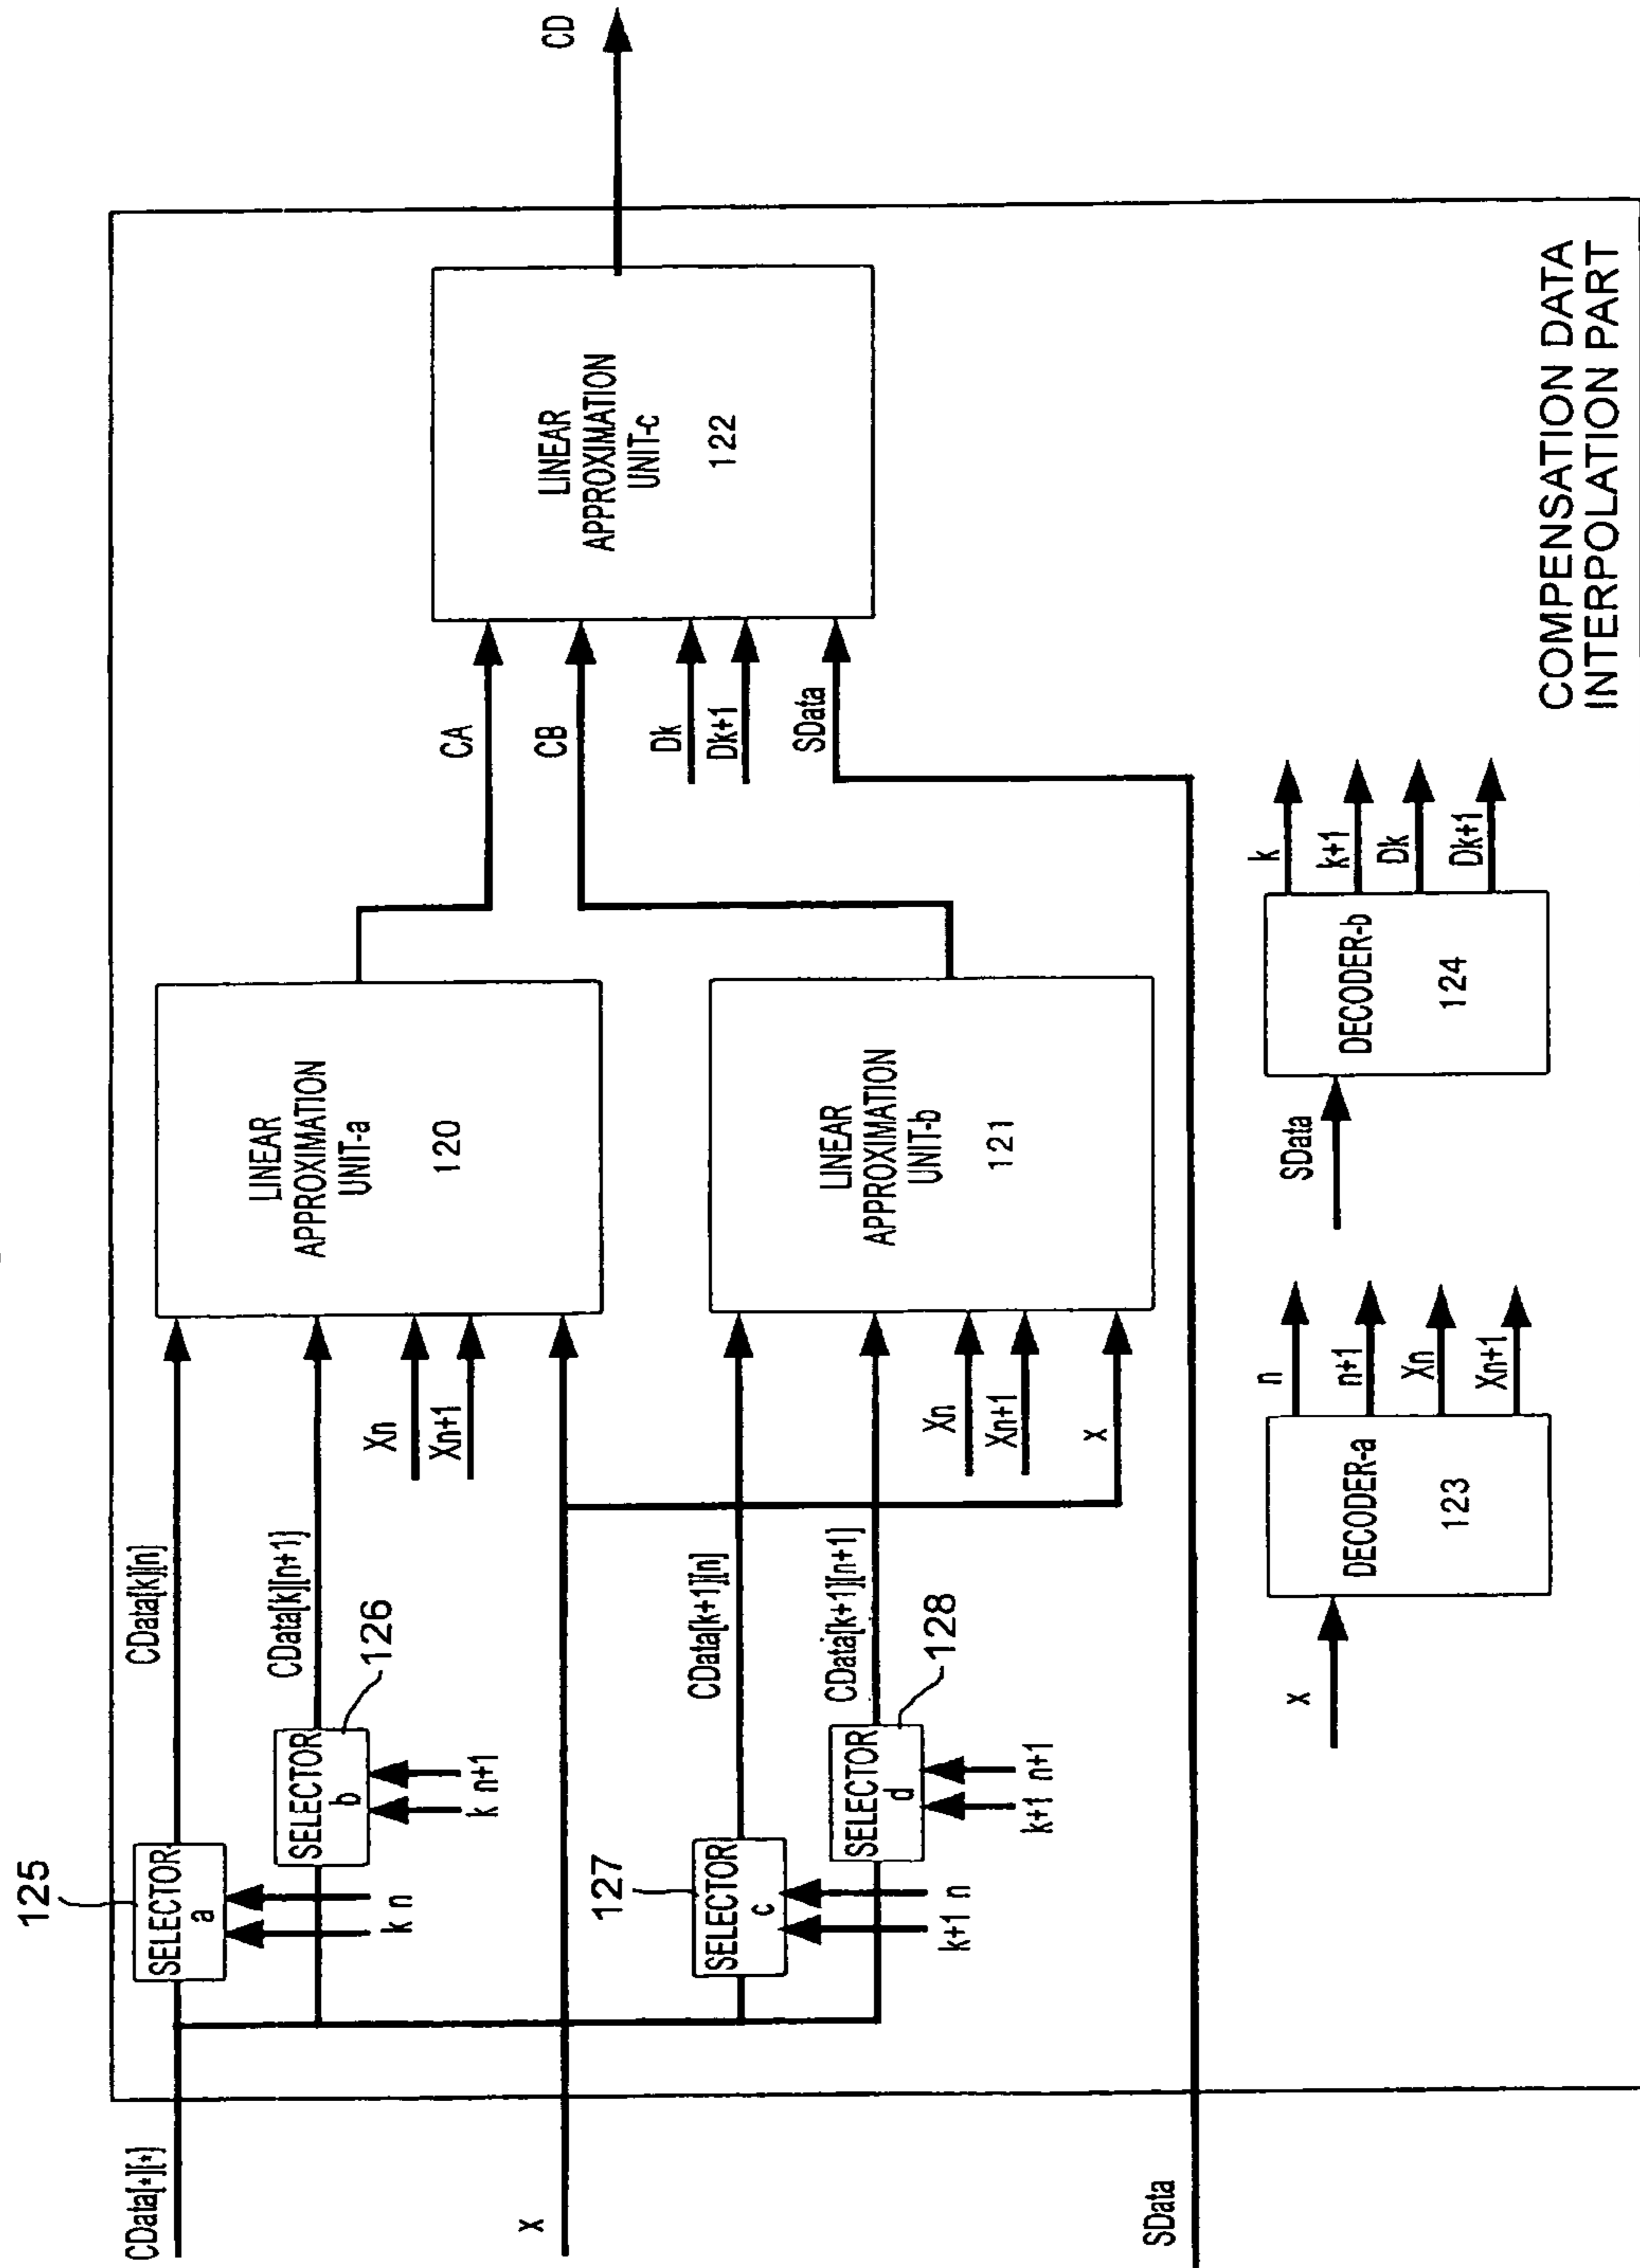 CData[*][*]
x
SData
125
SELECTOR
a
k n
CData[k][n]
SELECTOR
b
126
k n+1
CData[k][n+1]
Xn
Xn+1
LINEAR
APPROXIMATION
UNIT-a
120
127
SELECTOR
c
k+1 n
CData[k+1][n]
SELECTOR
d
128
k+1 n+1
CData[k+1][n+1]
Xn
Xn+1
x
LINEAR
APPROXIMATION
UNIT-b
121
CA
CB
Dk
Dk+1
SData
LINEAR
APPROXIMATION
UNIT-c
122
CD
x
DECODER-a
123
n
n+1
Xn
Xn+1
SData
DECODER-b
124
k
k+1
Dk
Dk+1
COMPENSATION DATA
INTERPOLATION PART